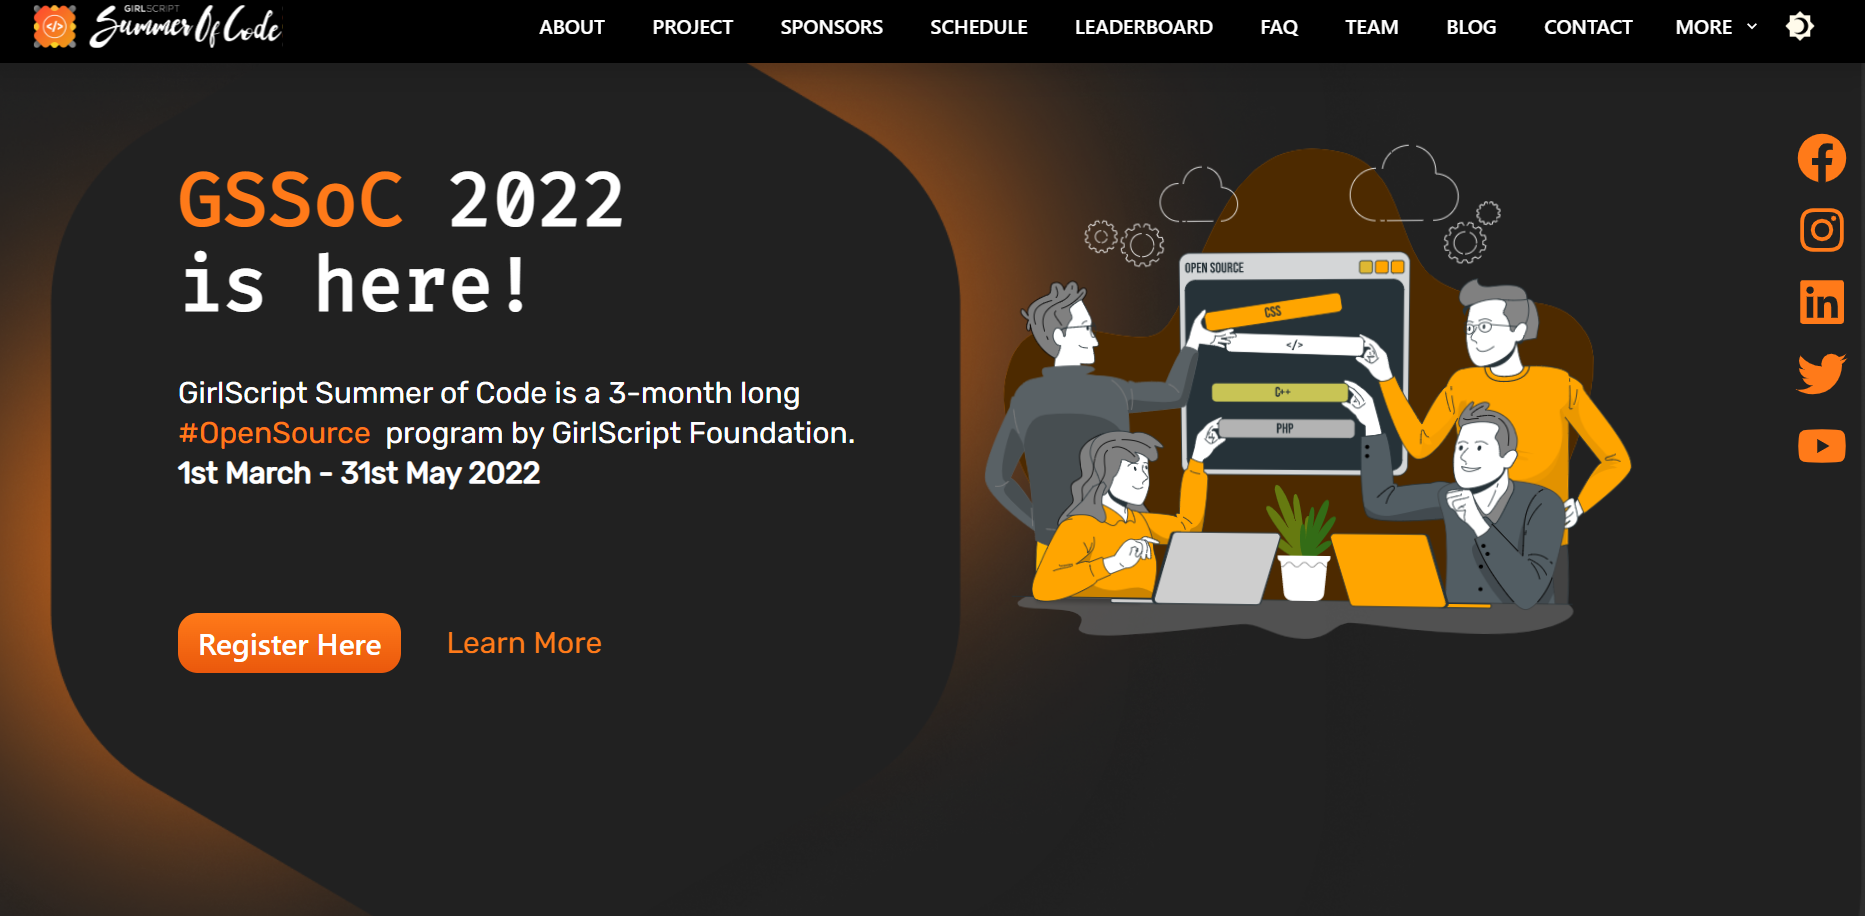 GIRLSCRIPT
Summer Of Code
</>
ABOUT PROJECT SPONSORS SCHEDULE LEADERBOARD FAQ TEAM BLOG CONTACT MORE
GSSoC 2022
is here!
GirlScript Summer of Code is a 3-month long
#OpenSource program by GirlScript Foundation.
1st March - 31st May 2022
Register Here Learn More
OPEN SOURCE
CSS
</>
C++
PHP